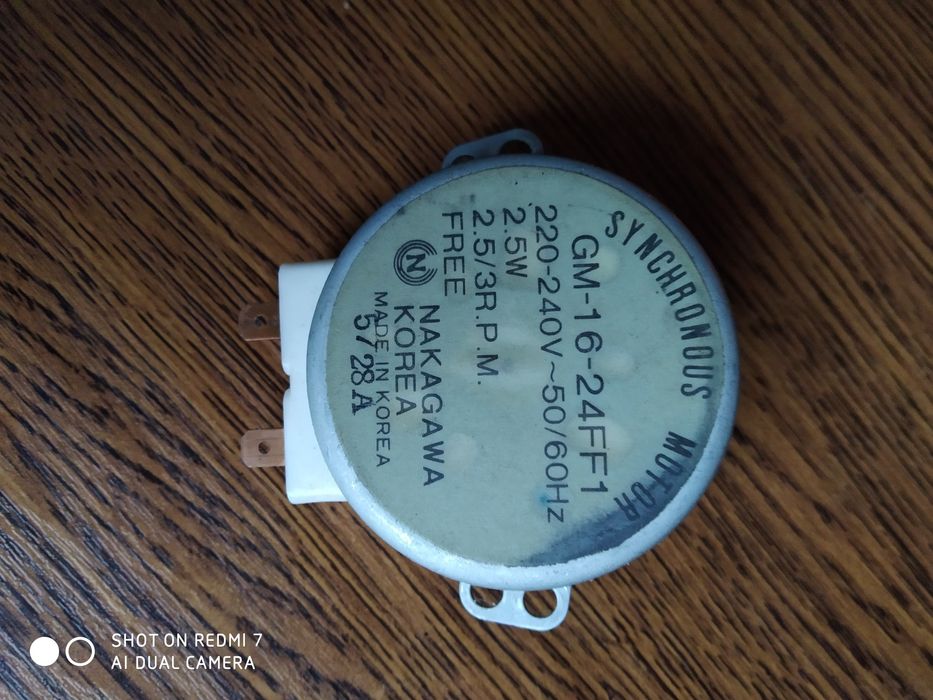 SYNCHRONOUS MOTOR
GM-16-24FF1
220-240V~50/60Hz
2.5W
2.5/3R.P.M.
FREE
N NAKAGAWA
KOREA
MADE IN KOREA
5/28A
SHOT ON REDMI 7
AI DUAL CAMERA